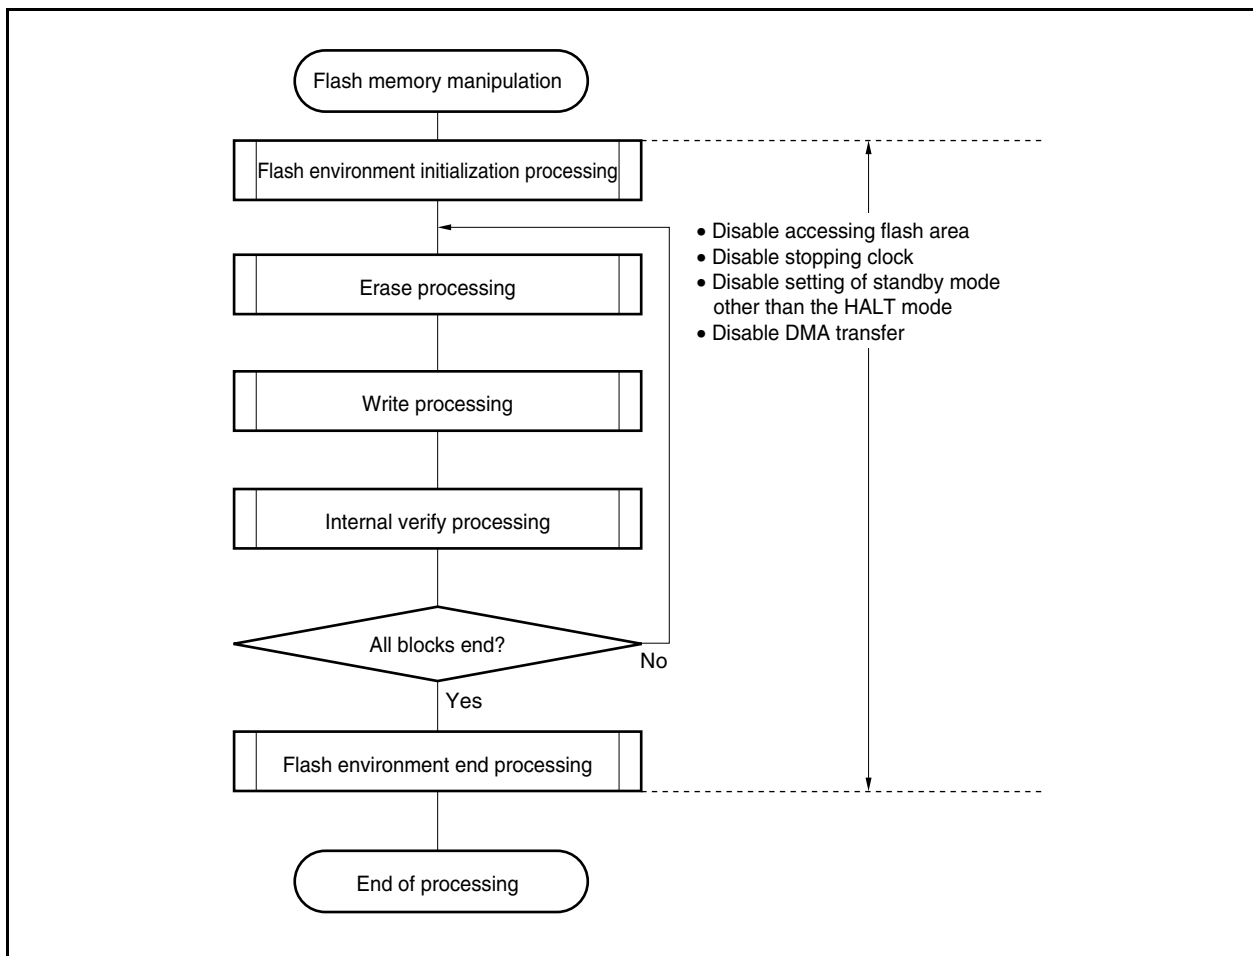 Flash memory manipulation
Flash environment initialization processing
• Disable accessing flash area
• Disable stopping clock
• Disable setting of standby mode
other than the HALT mode
• Disable DMA transfer
Erase processing
Write processing
Internal verify processing
All blocks end?
No
Yes
Flash environment end processing
End of processing